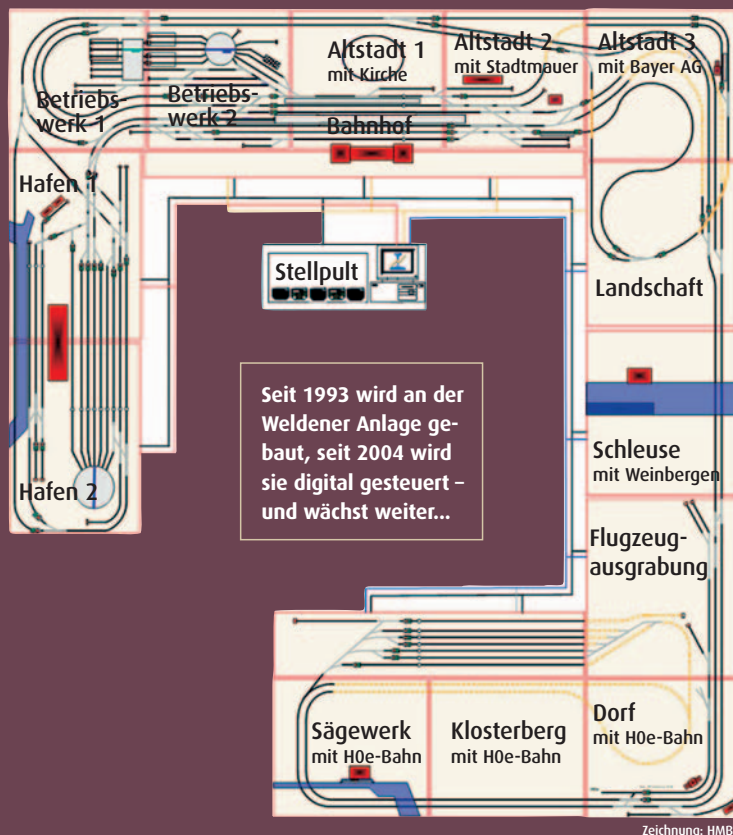 Altstadt 1
mit Kirche
Altstadt 2
mit Stadtmauer
Altstadt 3
mit Bayer AG
Betriebs-
werk 1
Betriebs-
werk 2
Bahnhof
Hafen 1
Stellpult
Landschaft
Seit 1993 wird an der
Weldener Anlage ge-
baut, seit 2004 wird
sie digital gesteuert –
und wächst weiter...
Schleuse
mit Weinbergen
Hafen 2
Flugzeug-
ausgrabung
Sägewerk
mit H0e-Bahn
Klosterberg
mit H0e-Bahn
Dorf
mit H0e-Bahn
Zeichnung: HMB